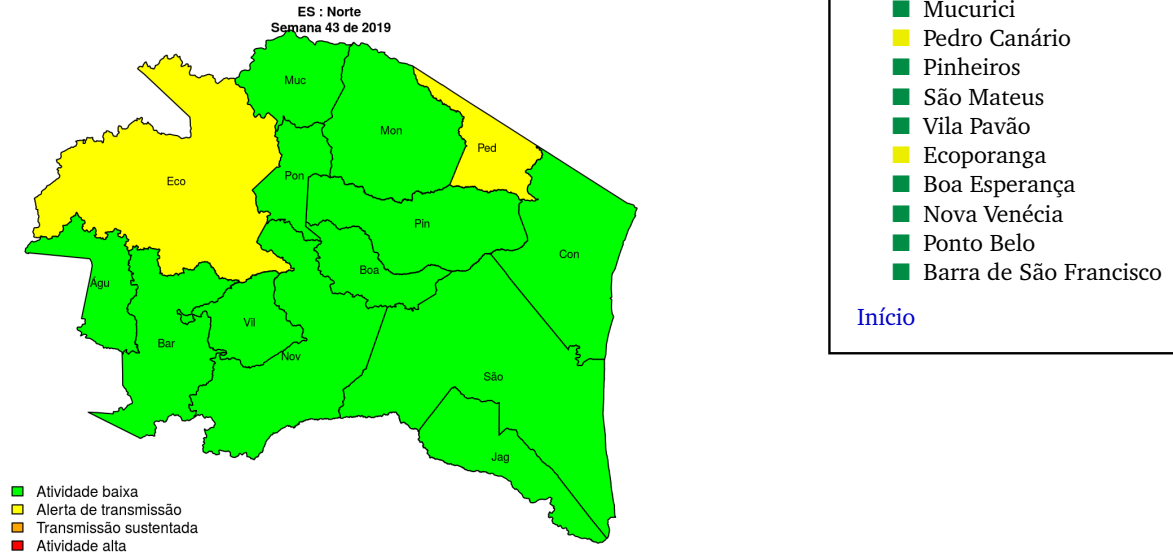 ES : Norte
Semana 43 de 2019
Muc
Mon
Ped
Eco
Pon
Pin
Con
Boa
Águ
Vil
Bar
Nov
São
Jag
Atividade baixa
Alerta de transmissão
Transmissão sustentada
Atividade alta
Mucurici
Pedro Canário
Pinheiros
São Mateus
Vila Pavão
Ecoporanga
Boa Esperança
Nova Venécia
Ponto Belo
Barra de São Francisco
Início